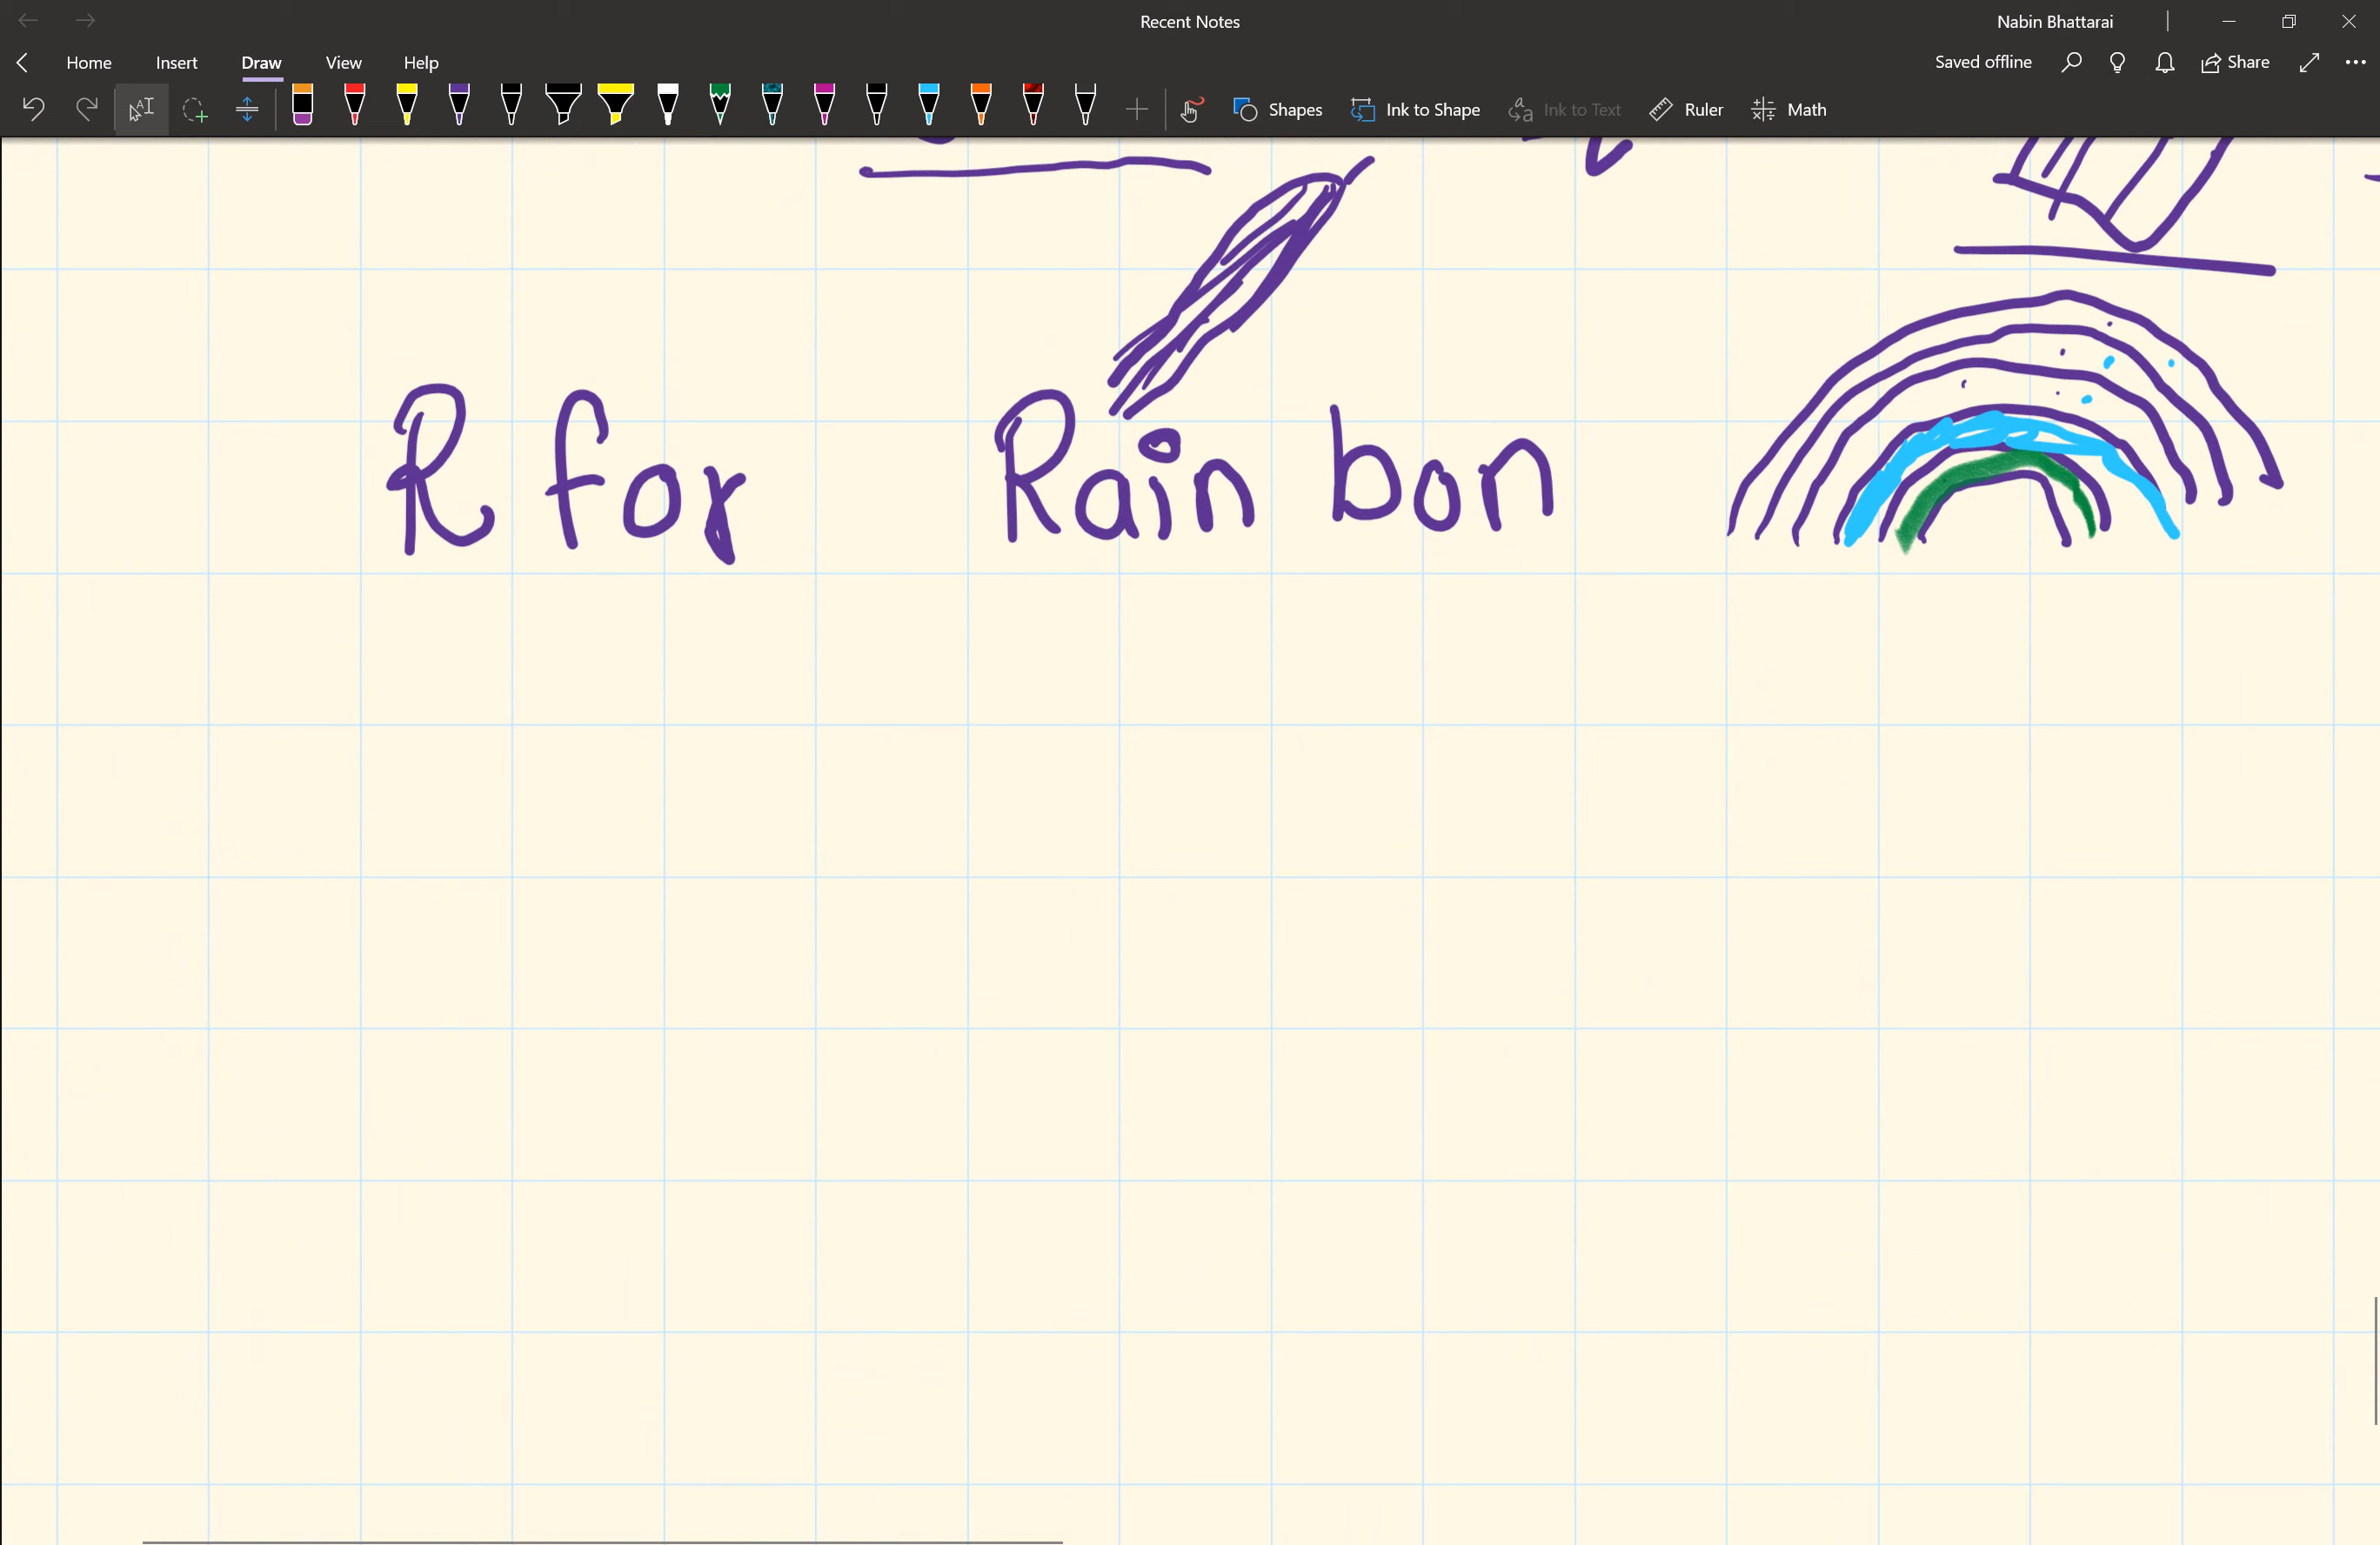 Recent Notes
Nabin Bhattarai
Home Insert Draw View Help
Saved offline Share
Shapes Ink to Shape Ink to Text Ruler Math
R for Rain bon